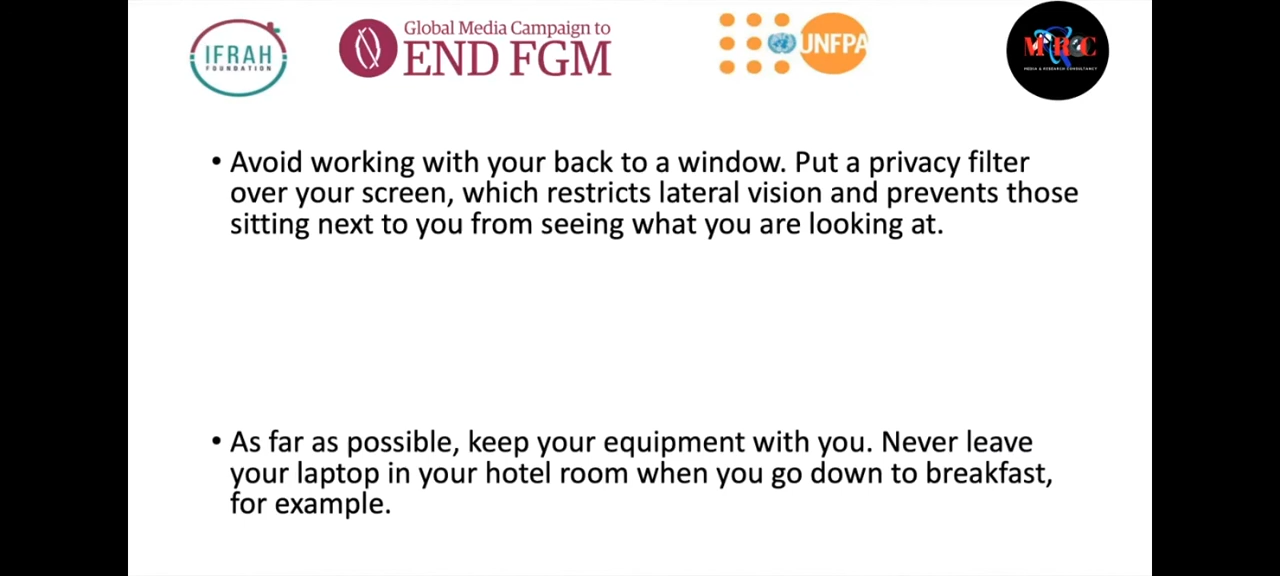 IFRAH
FOUNDATION
Global Media Campaign to
END FGM
UNFPA
MEDIA & RESEARCH CONSULTANCY
• Avoid working with your back to a window. Put a privacy filter
over your screen, which restricts lateral vision and prevents those
sitting next to you from seeing what you are looking at.
• As far as possible, keep your equipment with you. Never leave
your laptop in your hotel room when you go down to breakfast,
for example.